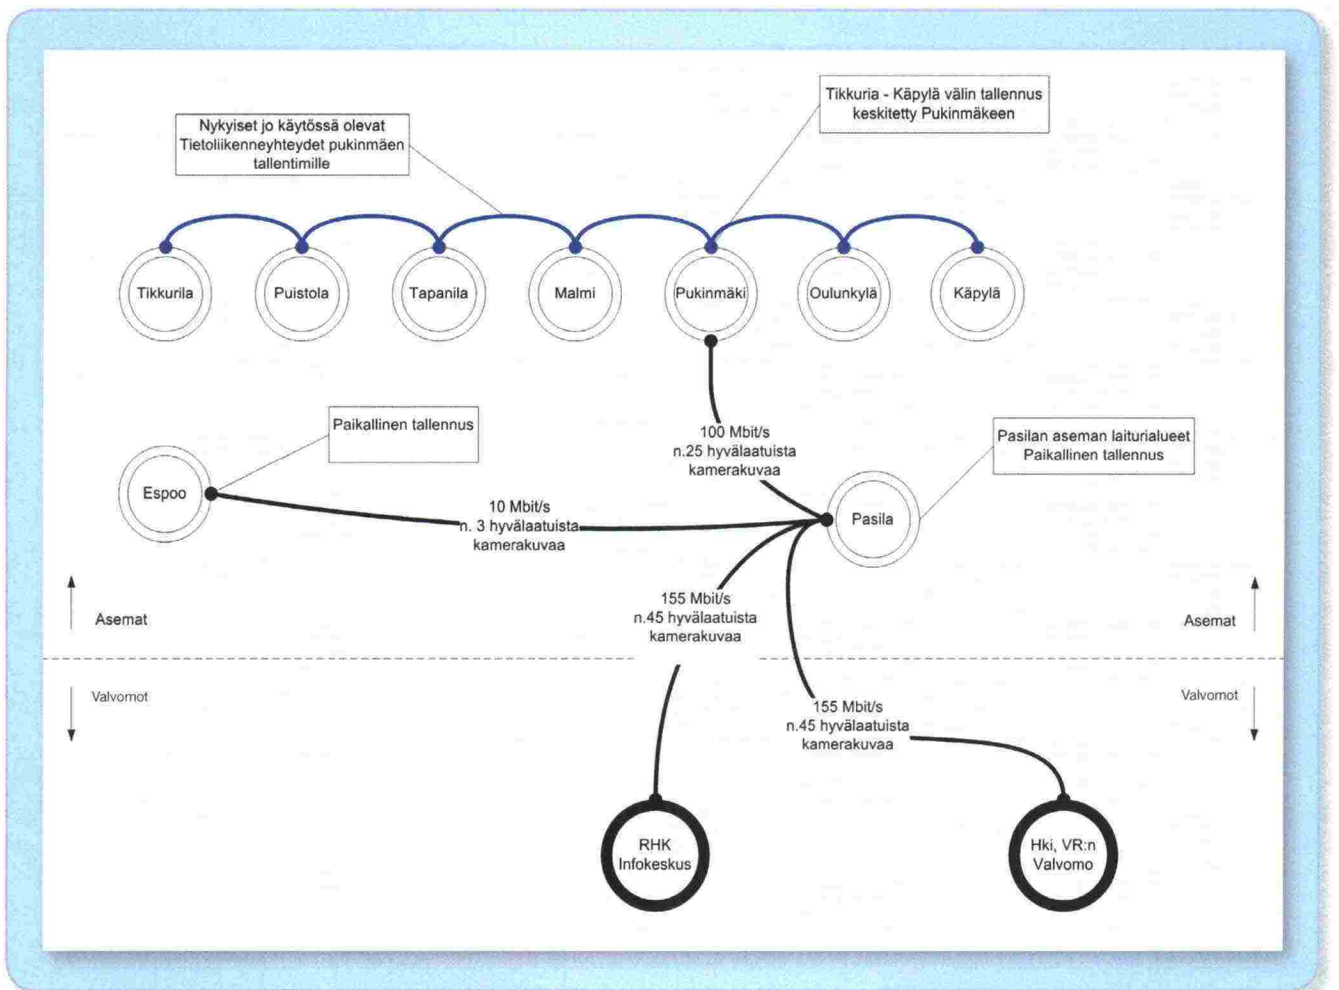 Tikkuria - Käpylä välin tallennus
keskitetty Pukinmäkeen
Nykyiset jo käytössä olevat
Tietoliikenneyhteydet pukinmäen
tallentimille
Tikkurila
Puistola
Tapanila
Malmi
Pukinmäki
Oulunkylä
Käpylä
Paikallinen tallennus
100 Mbit/s
n.25 hyvälaatuista
kamerakuvaa
Pasilan aseman laiturialueet
Paikallinen tallennus
Espoo
10 Mbit/s
n. 3 hyvälaatuista
kamerakuvaa
Pasila
155 Mbit/s
n.45 hyvälaatuista
kamerakuvaa
Asemat
Asemat
Valvomot
Valvomot
155 Mbit/s
n.45 hyvälaatuista
kamerakuvaa
RHK
Infokeskus
Hki, VR:n
Valvomo